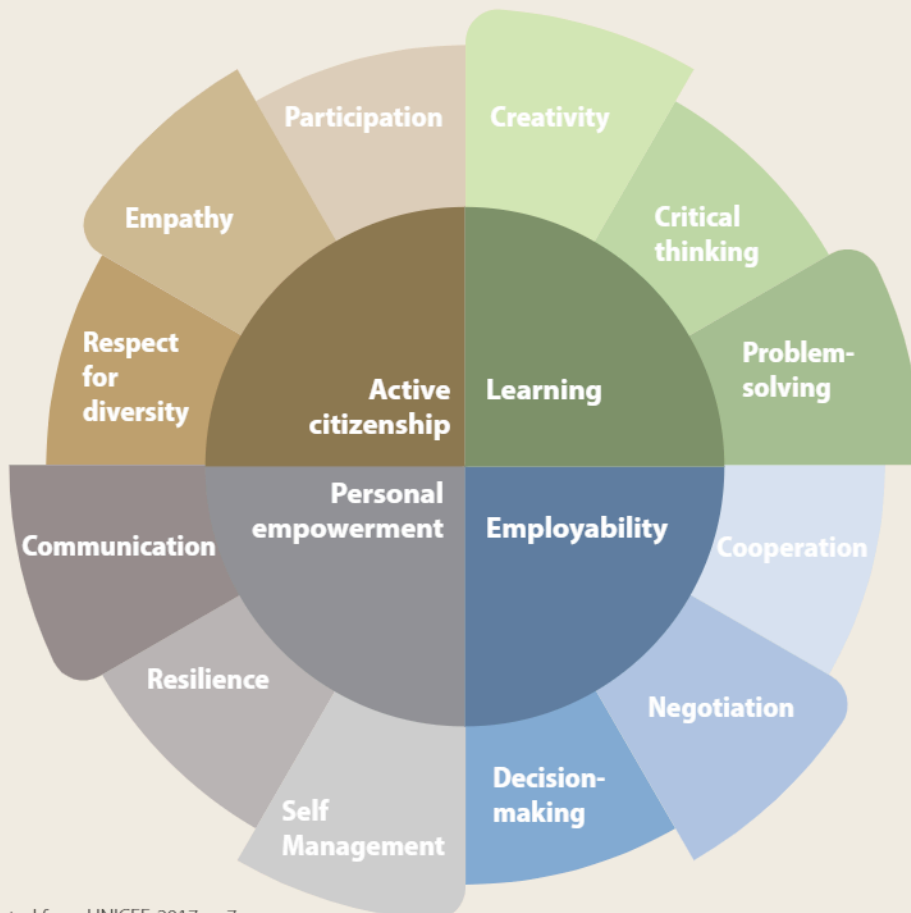 Participation
Creativity
Empathy
Critical
thinking
Respect
for
diversity
Problem-
solving
Active
citizenship
Learning
Personal
empowerment
Employability
Communication
Cooperation
Resilience
Negotiation
Self
Management
Decision-
making